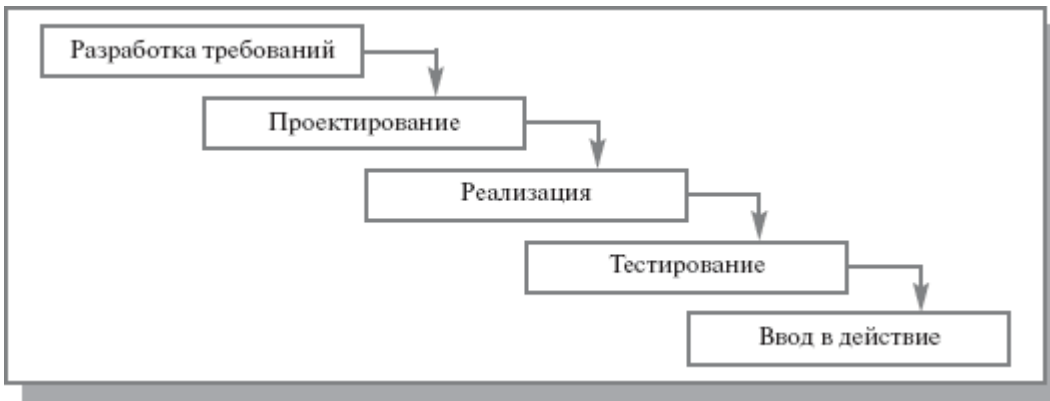 Разработка требований
Проектирование
Реализация
Тестирование
Ввод в действие